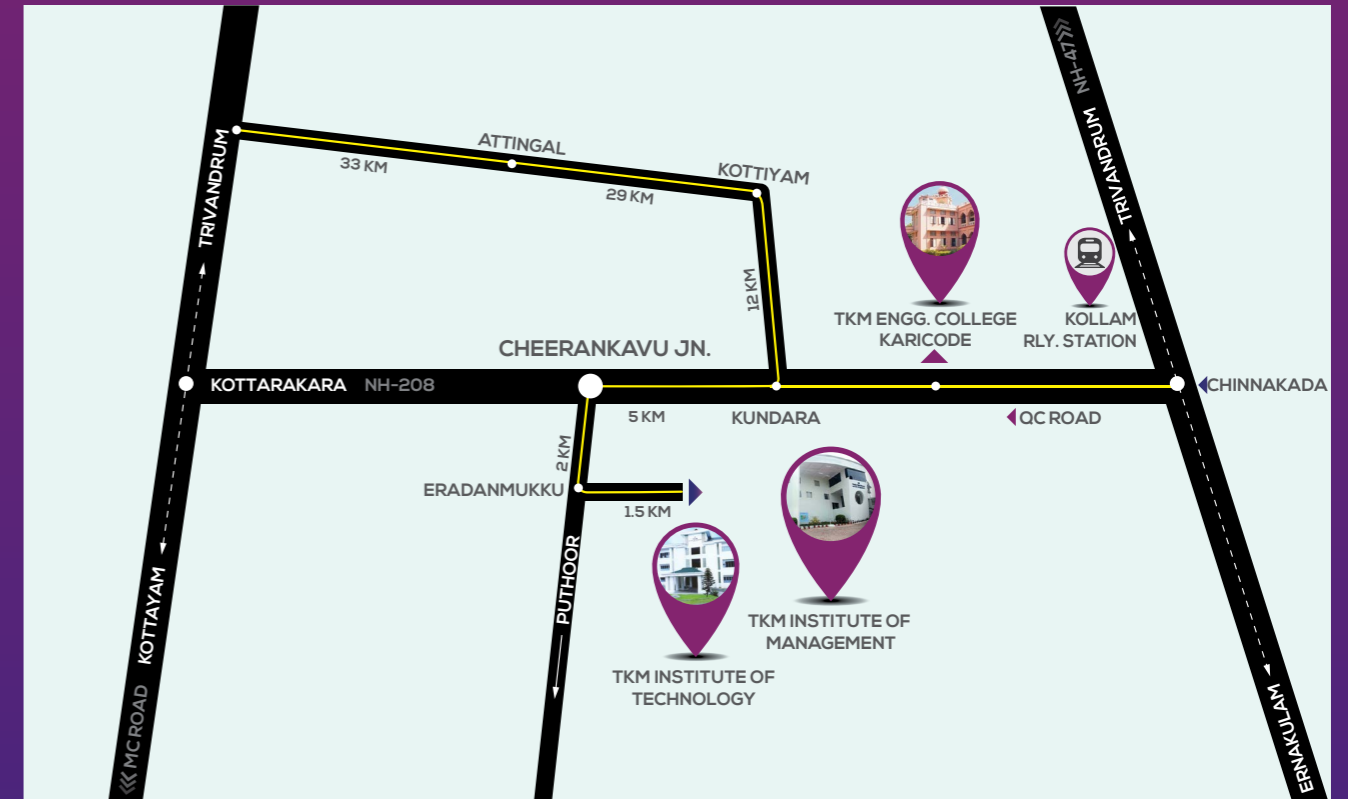 NH-47
TRIVANDRUM
TRIVANDRUM
ATTINGAL
33 KM
KOTTIYAM
29 KM
12 KM
TKM ENGG. COLLEGE
KARICODE
KOLLAM
RLY. STATION
CHEERANKAVU JN.
KOTTARAKARA NH-208
CHINNAKADA
5 KM
KUNDARA
QC ROAD
2 KM
ERADANMUKKU
1.5 KM
PUTHOOR
TKM INSTITUTE OF
MANAGEMENT
TKM INSTITUTE OF
TECHNOLOGY
KOTTAYAM
MC ROAD
ERNAKULAM